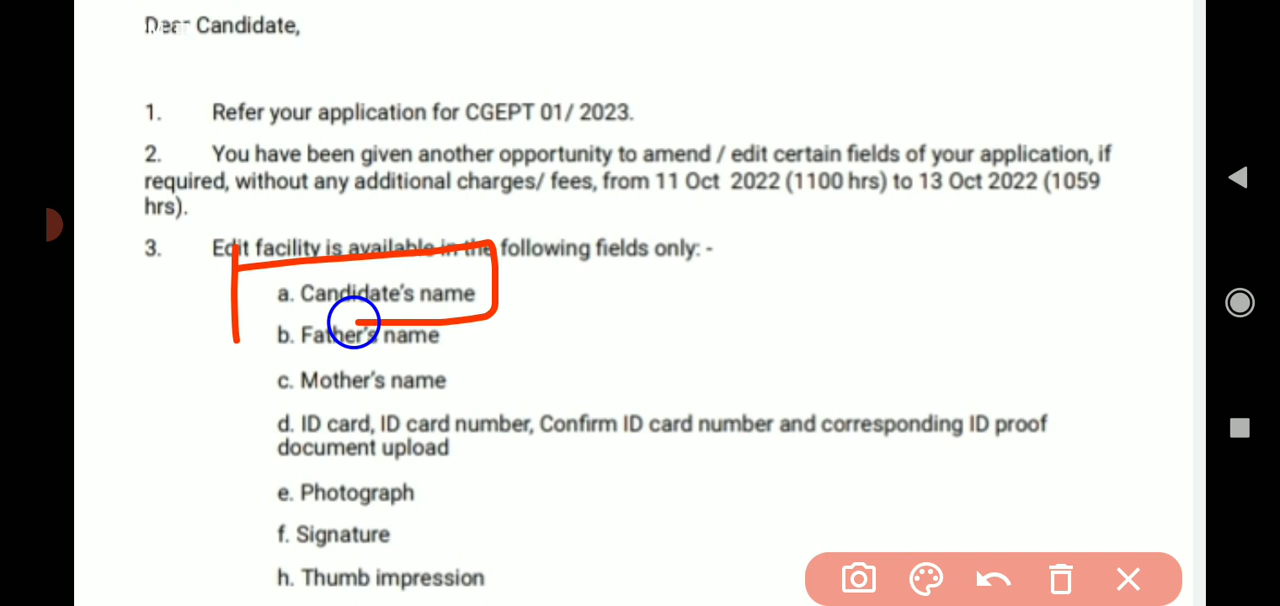 Dear Candidate,
1. Refer your application for CGEPT 01/ 2023.
2. You have been given another opportunity to amend / edit certain fields of your application, if
required, without any additional charges/ fees, from 11 Oct 2022 (1100 hrs) to 13 Oct 2022 (1059
hrs).
3. Edit facility is available in the following fields only: -
a. Candidate's name
b. Father's name
c. Mother's name
d. ID card, ID card number, Confirm ID card number and corresponding ID proof
document upload
e. Photograph
f. Signature
h. Thumb impression